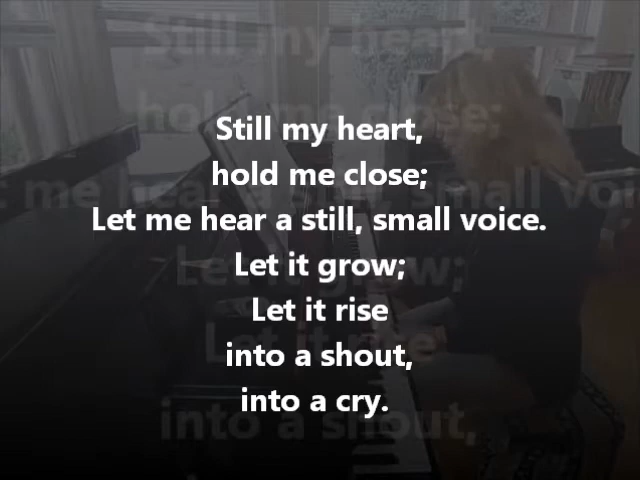 Still my heart,
hold me close;
Let me hear a still, small voice.
Let it grow;
Let it rise
into a shout,
into a cry.